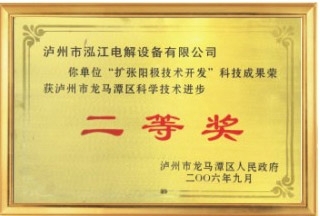 泸州市泓江电解设备有限公司
你单位“扩张阳极技术开发”科技成果荣
获泸州市龙马潭区科学技术进步
二等奖
泸州市龙马潭区人民政府
二OO六年九月